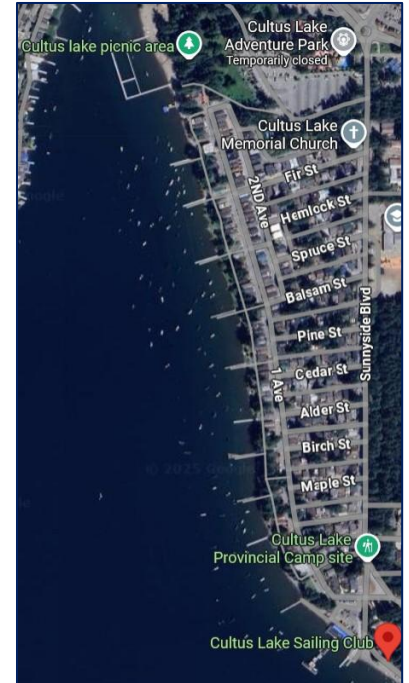 Cultus Lake
Adventure Park
Temporarily closed
Cultus lake picnic area
Cultus Lake
Memorial Church
Fir St
2ND Ave
Hemlock St
Spruce St
Balsam St
Sunnyside Blvd
Pine St
Cedar St
1 Ave
Alder St
Birch St
© 2025 Google
Maple St
Cultus Lake
Provincial Camp site
Cultus Lake Sailing Club